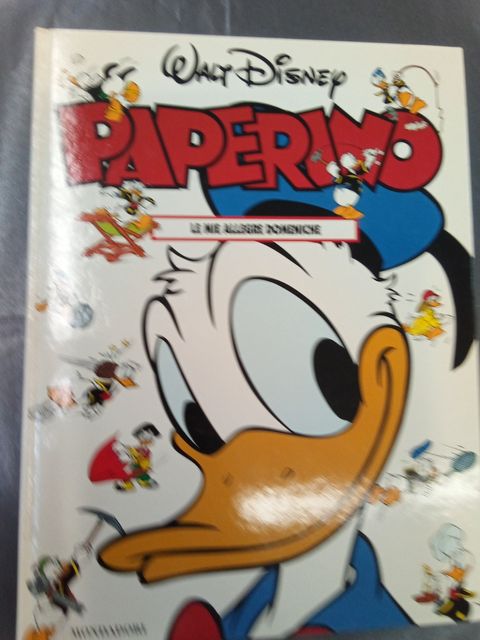 WALT DISNEY
PAPERINO
LE MIE ALLEGRE DOMENICHE
MONDADORI